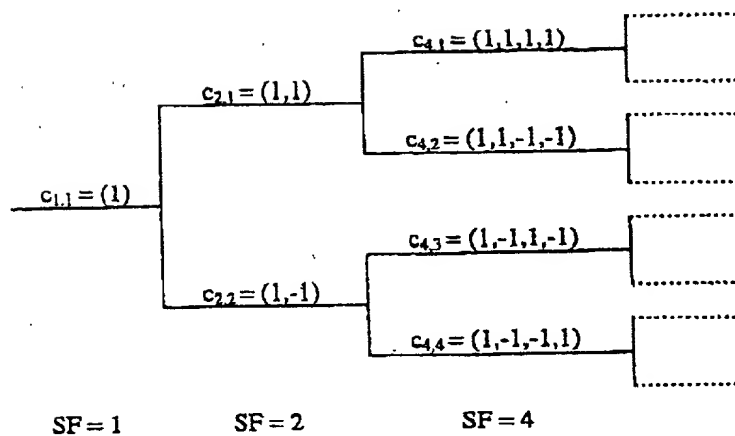 c4,1 = (1,1,1,1)
c2,1 = (1,1)
c4,2 = (1,1,-1,-1)
c1,1 = (1)
c4,3 = (1,-1,1,-1)
c2,2 = (1,-1)
c4,4 = (1,-1,-1,1)
SF = 1 SF = 2 SF = 4